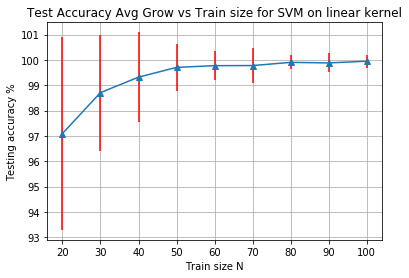 Test Accuracy Avg Grow vs Train size for SVM on linear kernel
101
100
99
98
97
96
95
94
93
Testing accuracy %
20 30 40 50 60 70 80 90 100
Train size N